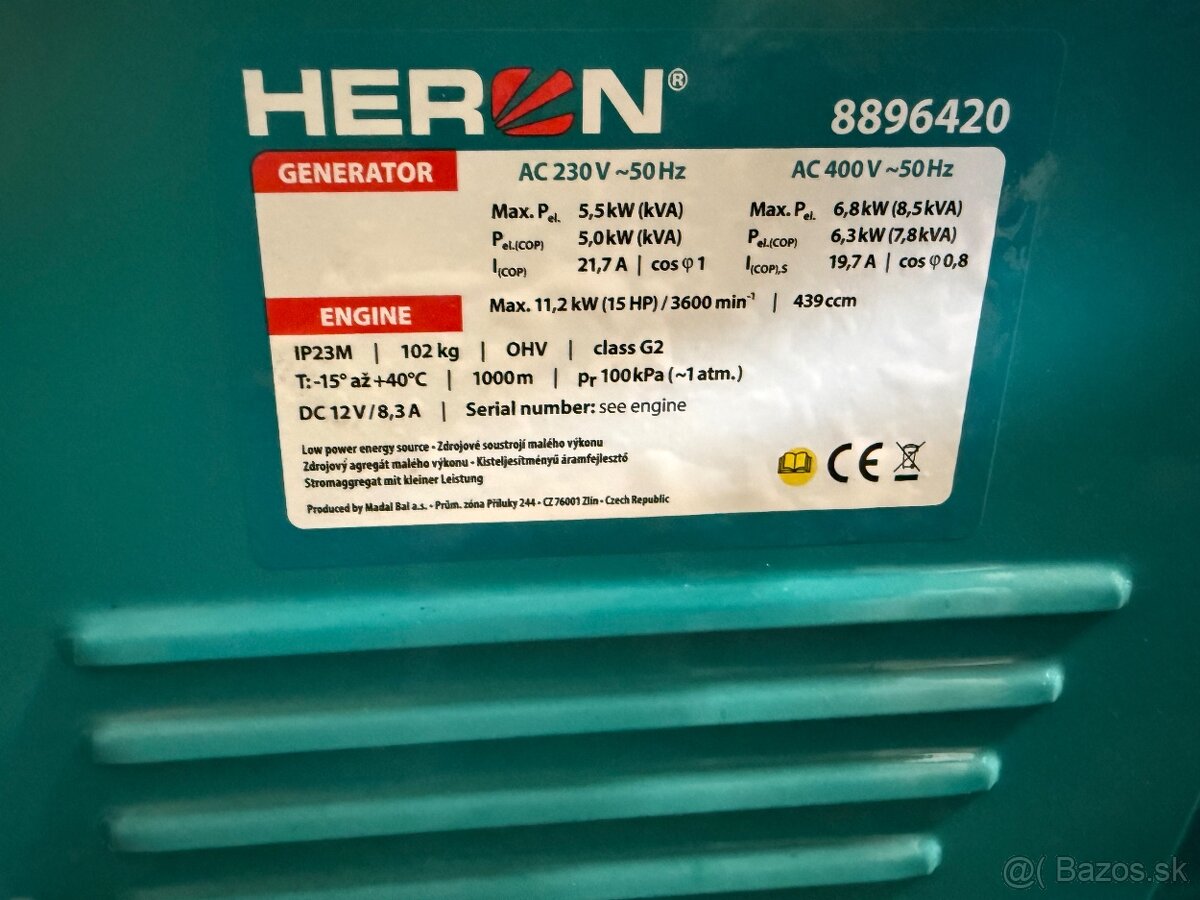 HERON®
8896420
GENERATOR
AC 230 V ~50 Hz
AC 400 V ~50Hz
Max. Pel. 5,5 kW (kVA)
Max. Pel. 6,8 kW (8,5 kVA)
Pel.(COP) 5,0 kW (kVA)
Pel.(COP) 6,3 kW (7,8 kVA)
I(COP) 21,7 A | cos φ 1
I(COP),S 19,7 A | cos φ 0,8
ENGINE
Max. 11,2 kW (15 HP) / 3600 min⁻¹ | 439 ccm
IP23M | 102 kg | OHV | class G2
T: -15° až +40°C | 1000 m | pr 100 kPa (~1 atm.)
DC 12 V / 8,3 A | Serial number: see engine
Low power energy source • Zdrojové soustrojí malého výkonu
Zdrojový agregát malého výkonu • Kisteljesítményű áramfejlesztő
Stromaggregat mit kleiner Leistung
CE
Produced by Madal Bal a.s. • Prům. zóna Příluky 244 • CZ 76001 Zlín • Czech Republic
@( Bazos.sk